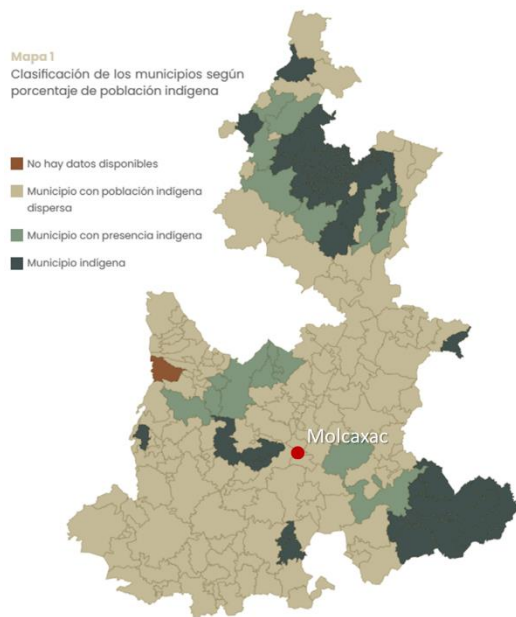 Mapa 1
Clasificación de los municipios según
porcentaje de población indígena
No hay datos disponibles
Municipio con población indígena
dispersa
Municipio con presencia indígena
Municipio indígena
Molcaxac